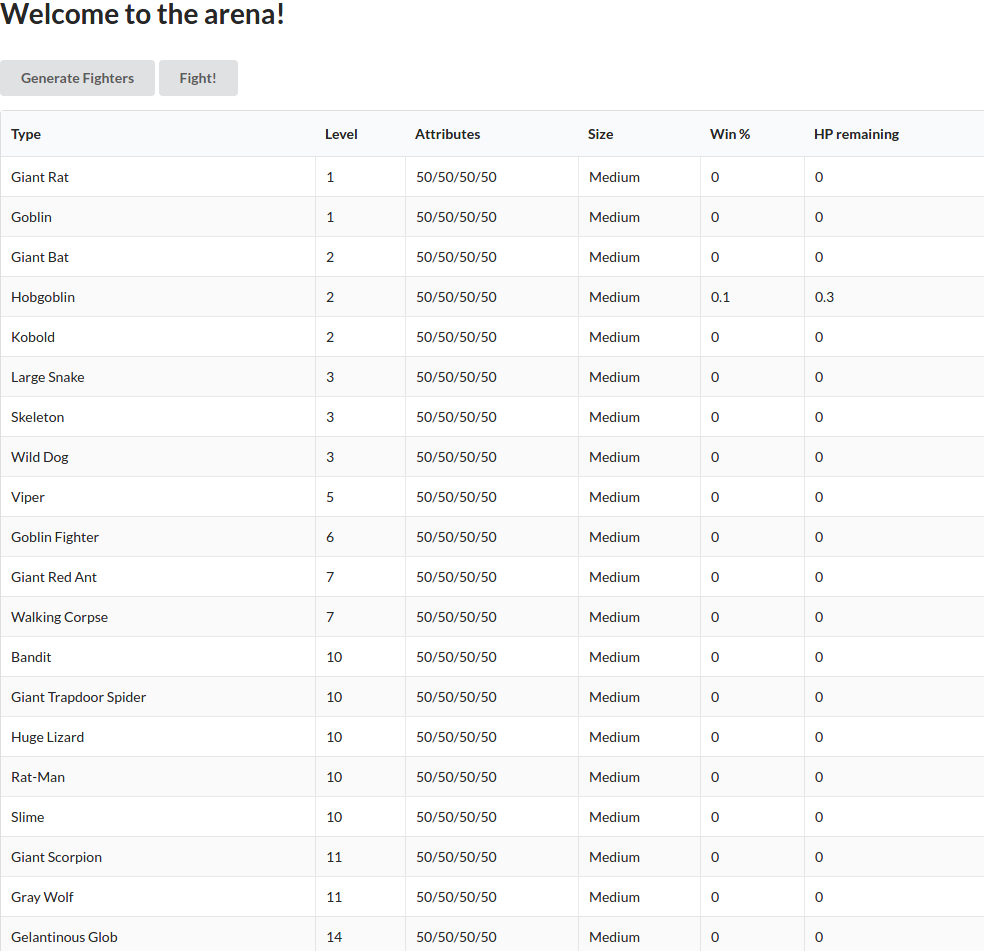 Welcome to the arena!
Generate Fighters Fight!
Type Level Attributes Size Win % HP remaining
Giant Rat 1 50/50/50/50 Medium 0 0
Goblin 1 50/50/50/50 Medium 0 0
Giant Bat 2 50/50/50/50 Medium 0 0
Hobgoblin 2 50/50/50/50 Medium 0.1 0.3
Kobold 2 50/50/50/50 Medium 0 0
Large Snake 3 50/50/50/50 Medium 0 0
Skeleton 3 50/50/50/50 Medium 0 0
Wild Dog 3 50/50/50/50 Medium 0 0
Viper 5 50/50/50/50 Medium 0 0
Goblin Fighter 6 50/50/50/50 Medium 0 0
Giant Red Ant 7 50/50/50/50 Medium 0 0
Walking Corpse 7 50/50/50/50 Medium 0 0
Bandit 10 50/50/50/50 Medium 0 0
Giant Trapdoor Spider 10 50/50/50/50 Medium 0 0
Huge Lizard 10 50/50/50/50 Medium 0 0
Rat-Man 10 50/50/50/50 Medium 0 0
Slime 10 50/50/50/50 Medium 0 0
Giant Scorpion 11 50/50/50/50 Medium 0 0
Gray Wolf 11 50/50/50/50 Medium 0 0
Gelantinous Glob 14 50/50/50/50 Medium 0 0